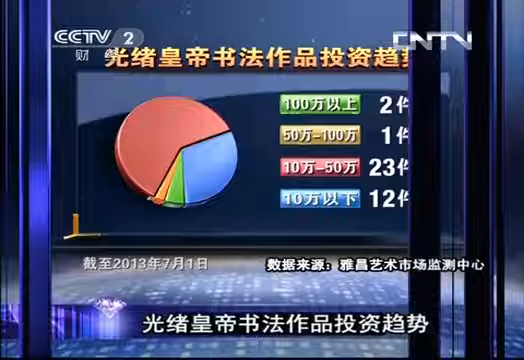 CCTV 2
财经
CNTV
光绪皇帝书法作品投资趋势
100万以上 2件
50万-100万 1件
10万-50万 23件
10万以下 12件
截至2013年7月1日
数据来源：雅昌艺术市场监测中心
光绪皇帝书法作品投资趋势